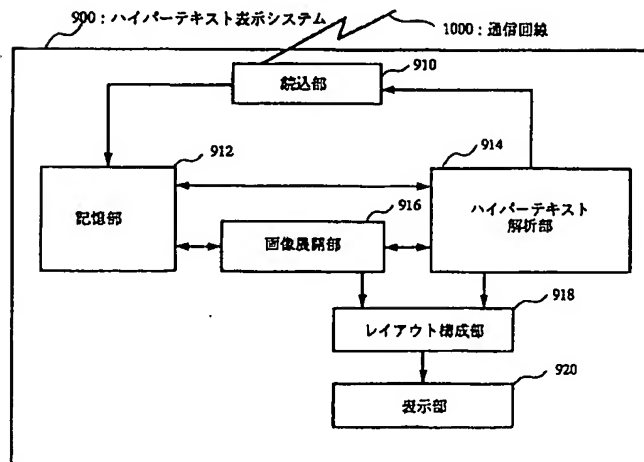 900：ハイパーテキスト表示システム
1000：通信回線
910
読込部
912
914
記憶部
916
ハイパーテキスト
解析部
画像展開部
918
レイアウト構成部
920
表示部